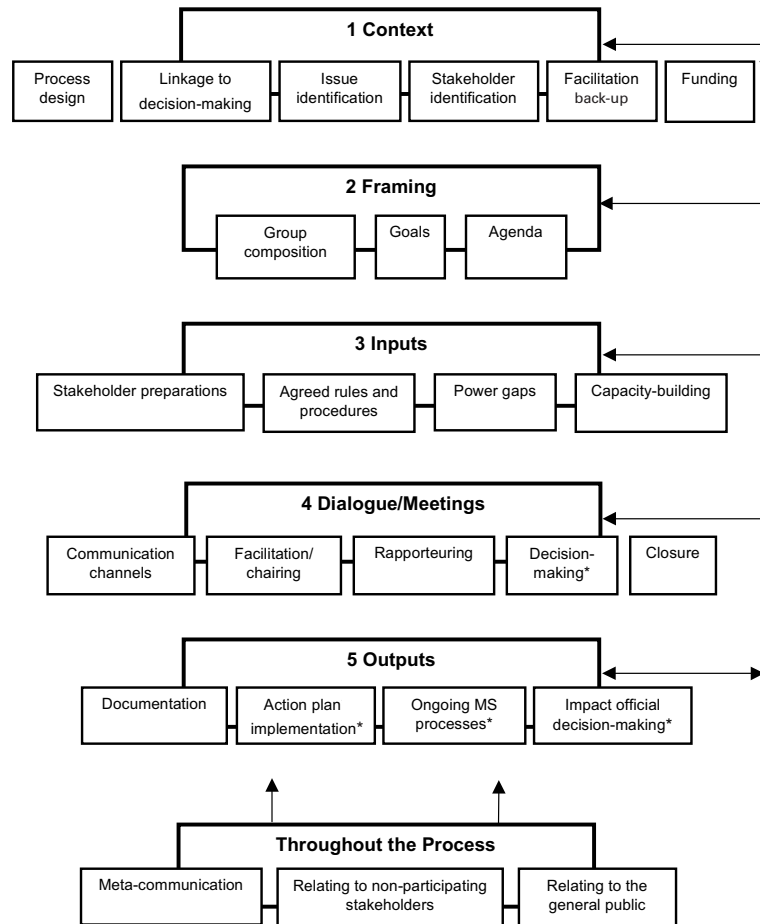 1 Context
Process
design
Linkage to
decision-making
Issue
identification
Stakeholder
identification
Facilitation
back-up
Funding
2 Framing
Group
composition
Goals
Agenda
3 Inputs
Stakeholder preparations
Agreed rules and
procedures
Power gaps
Capacity-building
4 Dialogue/Meetings
Communication
channels
Facilitation/
chairing
Rapporteuring
Decision-
making*
Closure
5 Outputs
Documentation
Action plan
implementation*
Ongoing MS
processes*
Impact official
decision-making*
Throughout the Process
Meta-communication
Relating to non-participating
stakeholders
Relating to the
general public